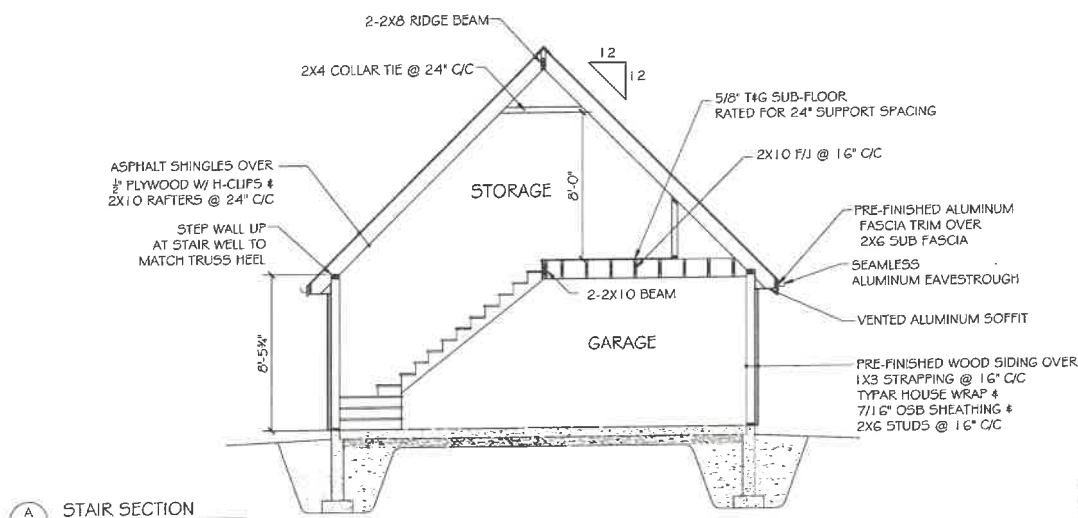 2-2X8 RIDGE BEAM
12
12
2X4 COLLAR TIE @ 24" C/C
5/8" T&G SUB-FLOOR
RATED FOR 24" SUPPORT SPACING
2X10 F/J @ 16" C/C
ASPHALT SHINGLES OVER
½" PLYWOOD W/ H-CLIPS &
2X10 RAFTERS @ 24" C/C
STORAGE
8'-0"
STEP WALL UP
AT STAIR WELL TO
MATCH TRUSS HEEL
PRE-FINISHED ALUMINUM
FASCIA TRIM OVER
2X6 SUB FASCIA
SEAMLESS
ALUMINUM EAVESTROUGH
2-2X10 BEAM
VENTED ALUMINUM SOFFIT
8'-5¾"
GARAGE
PRE-FINISHED WOOD SIDING OVER
1X3 STRAPPING @ 16" C/C
TYPAR HOUSE WRAP &
7/16" OSB SHEATHING &
2X6 STUDS @ 16" C/C
A
STAIR SECTION